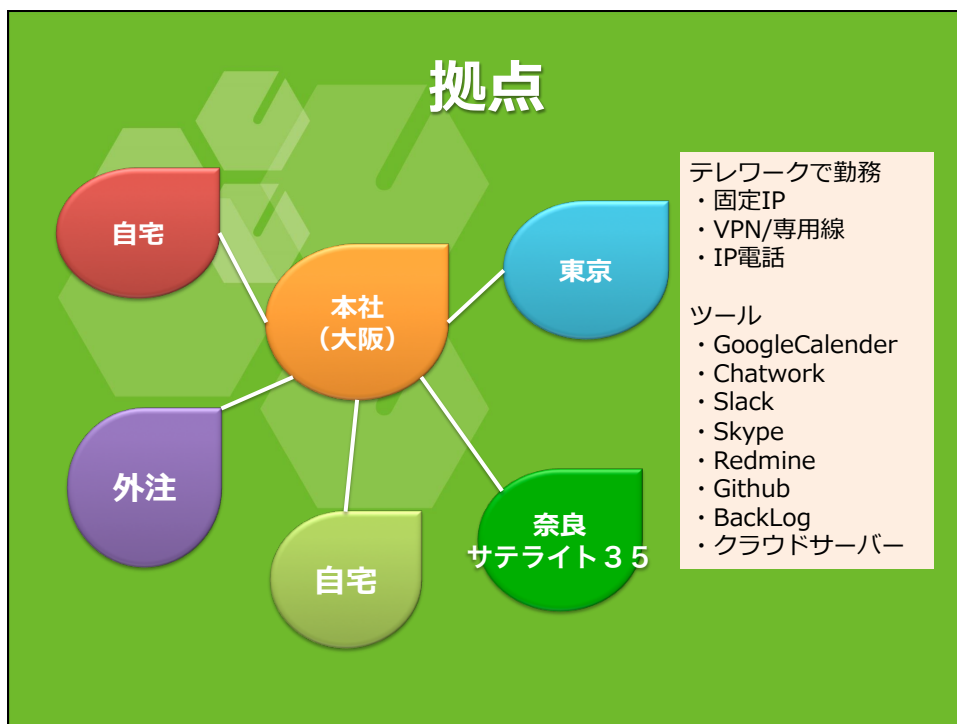 拠点
自宅
本社
（大阪）
東京
外注
自宅
奈良
サテライト３５
テレワークで勤務
・固定IP
・VPN/専用線
・IP電話
ツール
・GoogleCalender
・Chatwork
・Slack
・Skype
・Redmine
・Github
・BackLog
・クラウドサーバー